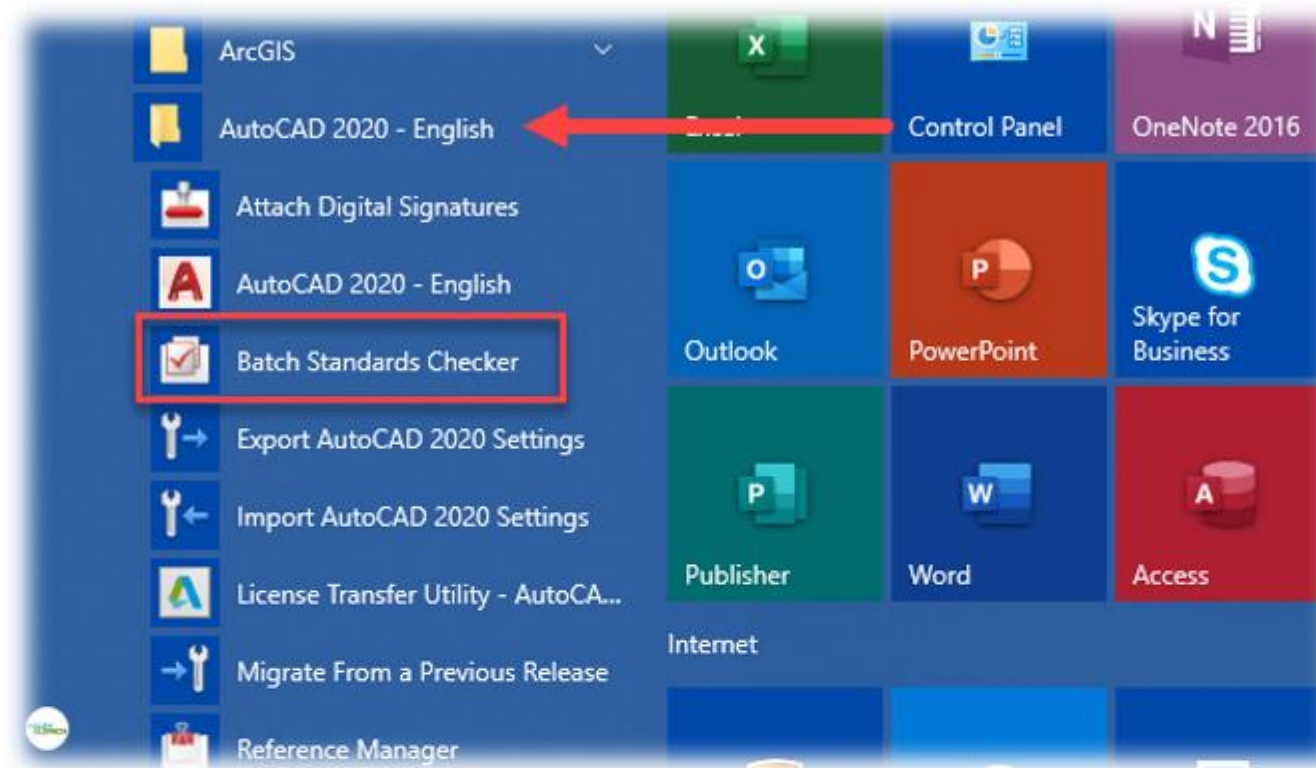 ArcGIS
AutoCAD 2020 - English
Attach Digital Signatures
AutoCAD 2020 - English
Batch Standards Checker
Export AutoCAD 2020 Settings
Import AutoCAD 2020 Settings
License Transfer Utility - AutoCA...
Migrate From a Previous Release
Reference Manager
X
Excel
Control Panel
N
OneNote 2016
O
Outlook
P
PowerPoint
S
Skype for
Business
P
Publisher
W
Word
A
Access
Internet